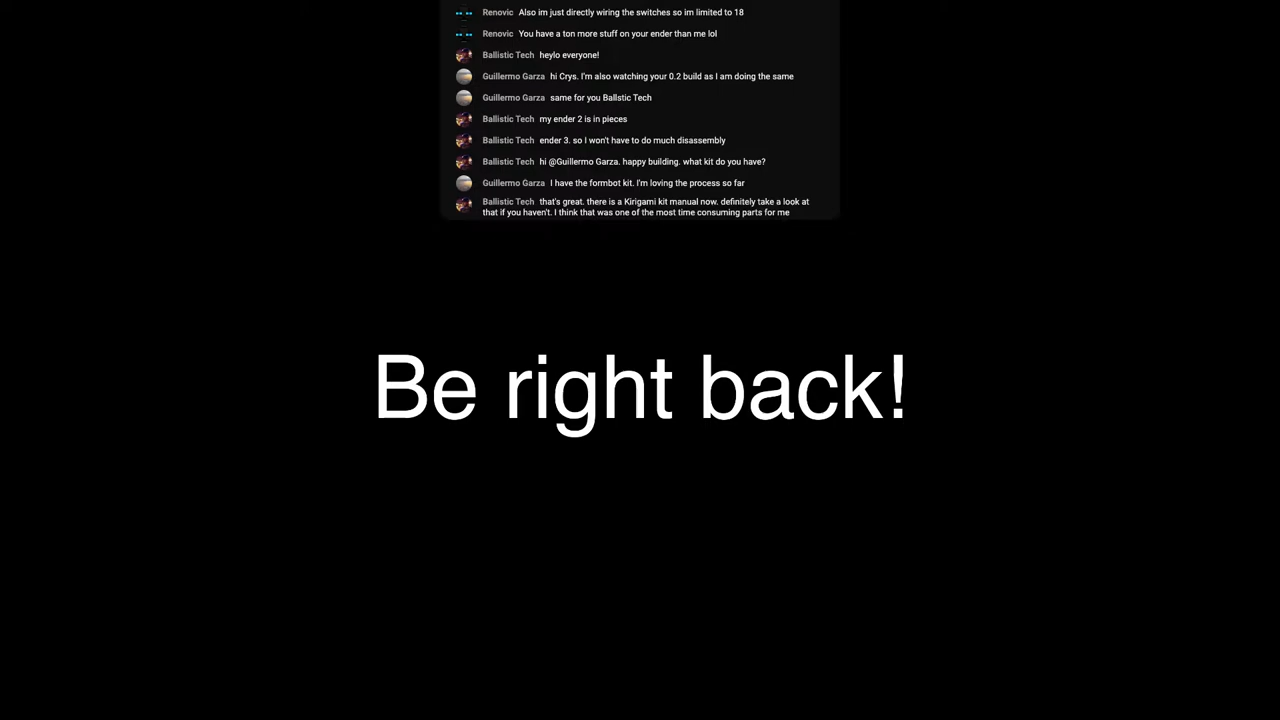 Renovic Also im just directly wiring the switches so im limited to 18
Renovic You have a ton more stuff on your ender than me lol
Ballistic Tech heylo everyone!
Guillermo Garza hi Crys. I'm also watching your 0.2 build as I am doing the same
Guillermo Garza same for you Ballstic Tech
Ballistic Tech my ender 2 is in pieces
Ballistic Tech ender 3. so I won't have to do much disassembly
Ballistic Tech hi @Guillermo Garza. happy building. what kit do you have?
Guillermo Garza I have the formbot kit. I'm loving the process so far
Ballistic Tech that's great. there is a Kirigami kit manual now. definitely take a look at
that if you haven't. I think that was one of the most time consuming parts for me
Be right back!